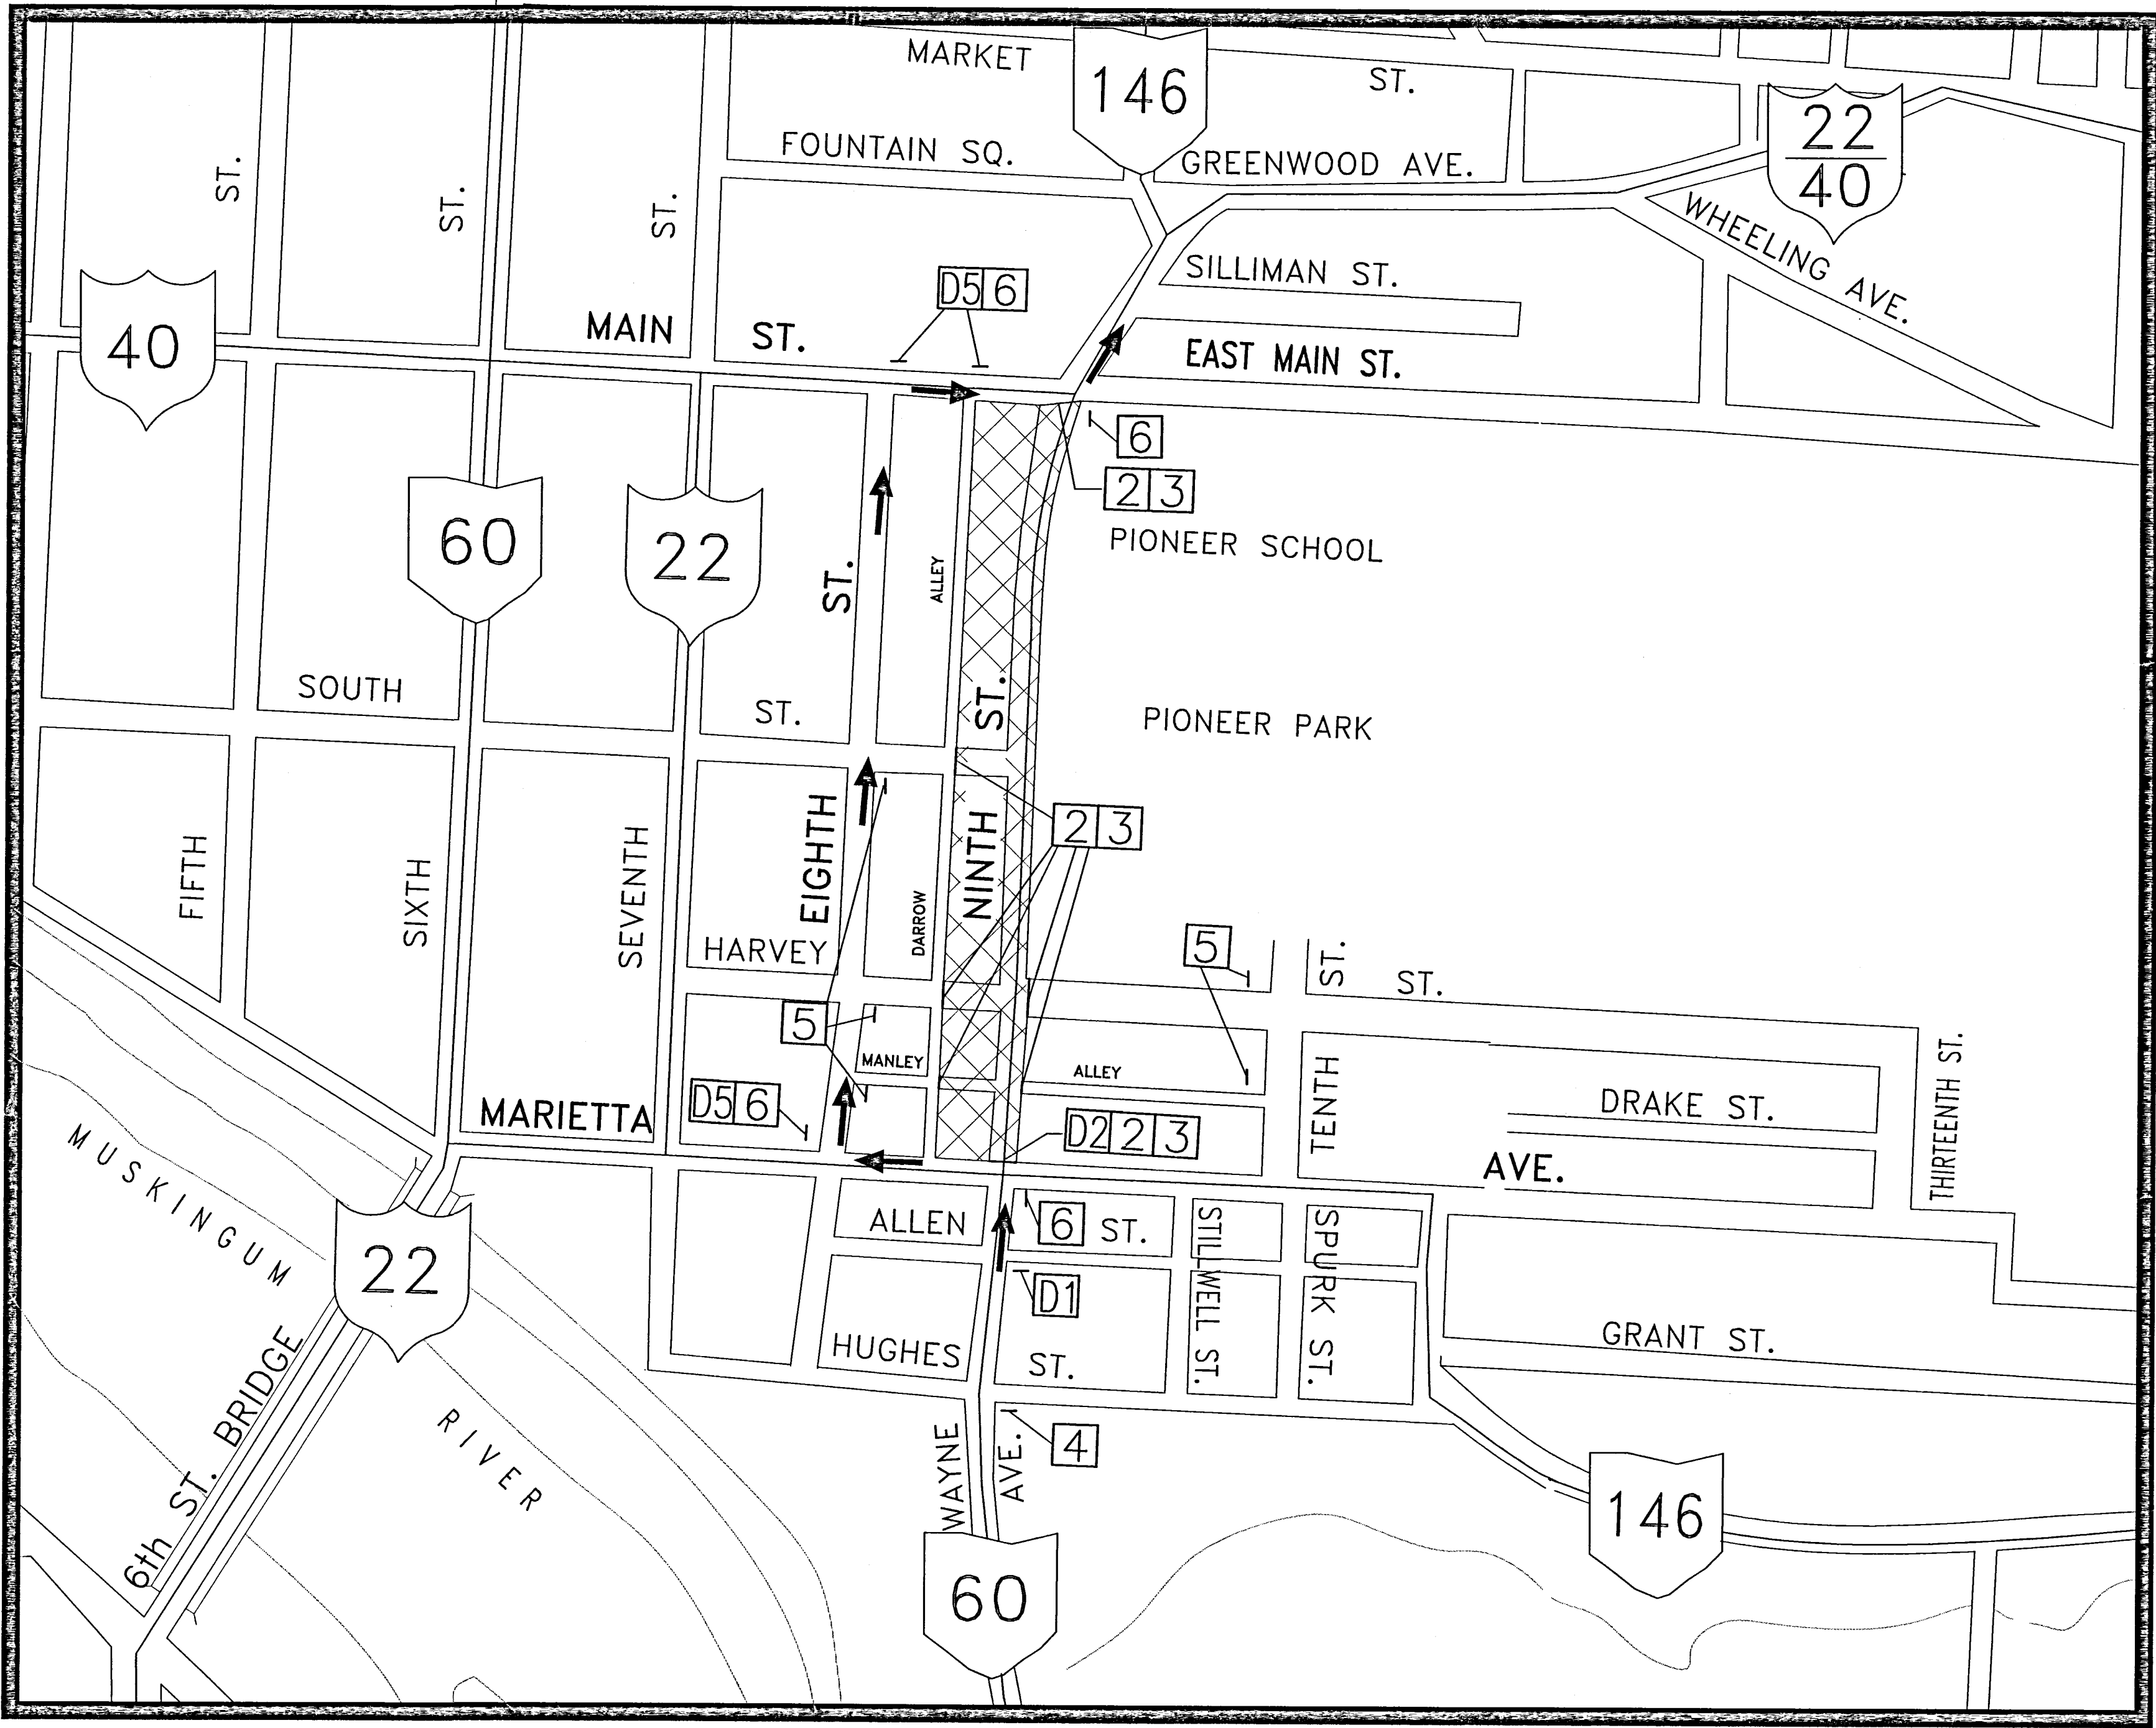 MARKET ST.
146
22
40
FOUNTAIN SQ.
GREENWOOD AVE.
ST.
ST.
ST.
WHEELING AVE.
SILLIMAN ST.
D5 6
40
MAIN ST.
EAST MAIN ST.
6
2 3
60
22
PIONEER SCHOOL
ST.
ALLEY
SOUTH ST.
ST.
PIONEER PARK
2 3
FIFTH
SIXTH
SEVENTH
EIGHTH
DARROW
NINTH
HARVEY
5
ST.
ST.
5
MANLEY
ALLEY
TENTH
THIRTEENTH ST.
D5 6
MARIETTA
D2 2 3
DRAKE ST.
AVE.
MUSKINGUM
22
ALLEN
6
ST.
STILLWELL ST.
SPURK ST.
D1
HUGHES
ST.
GRANT ST.
6th ST. BRIDGE
RIVER
WAYNE AVE.
4
146
60